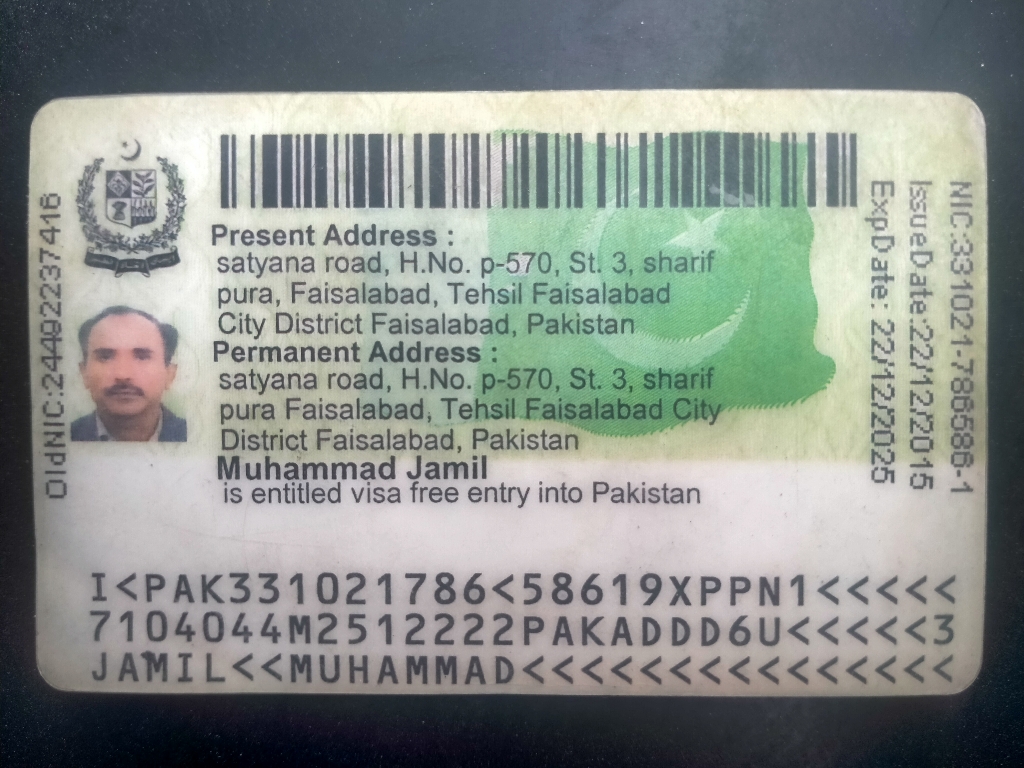 Present Address :
satyana road, H.No. p-570, St. 3, sharif
pura, Faisalabad, Tehsil Faisalabad
City District Faisalabad, Pakistan
Permanent Address :
satyana road, H.No. p-570, St. 3, sharif
pura Faisalabad, Tehsil Faisalabad City
District Faisalabad, Pakistan
Muhammad Jamil
is entitled visa free entry into Pakistan
OldNIC:24492237416
NIC:331021-786586-1
IssueDate:22/12/2015
ExpDate: 22/12/2025
I<PAK331021786<58619XPPN1<<<<<
7104044M2512222PAKADDD6U<<<<<3
JAMIL<<MUHAMMAD<<<<<<<<<<<<<<<